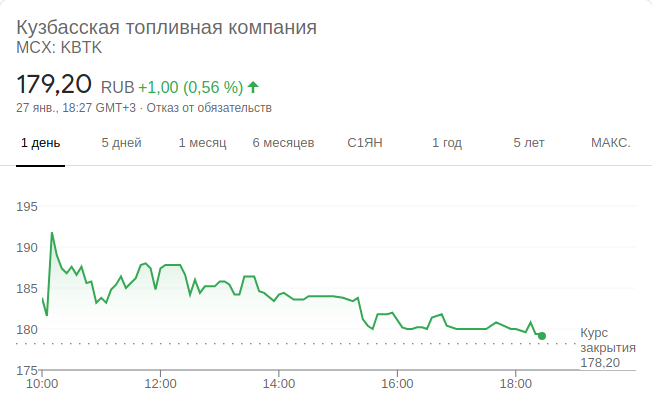 Кузбасская топливная компания
MCX: KBTK
179,20 RUB +1,00 (0,56 %)
27 янв., 18:27 GMT+3 · Отказ от обязательств
1 день 5 дней 1 месяц 6 месяцев С1ЯН 1 год 5 лет МАКС.
195
190
185
180
175
Курс
закрытия
178,20
10:00 12:00 14:00 16:00 18:00